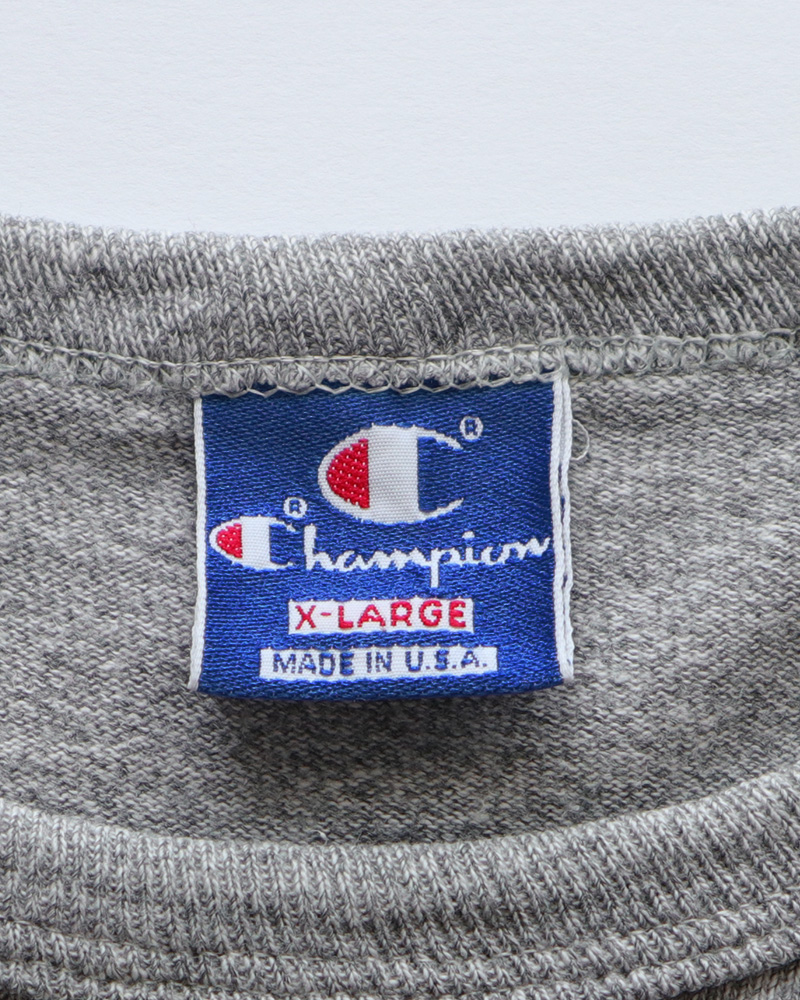 C®
®
Champion
X-LARGE
MADE IN U.S.A.